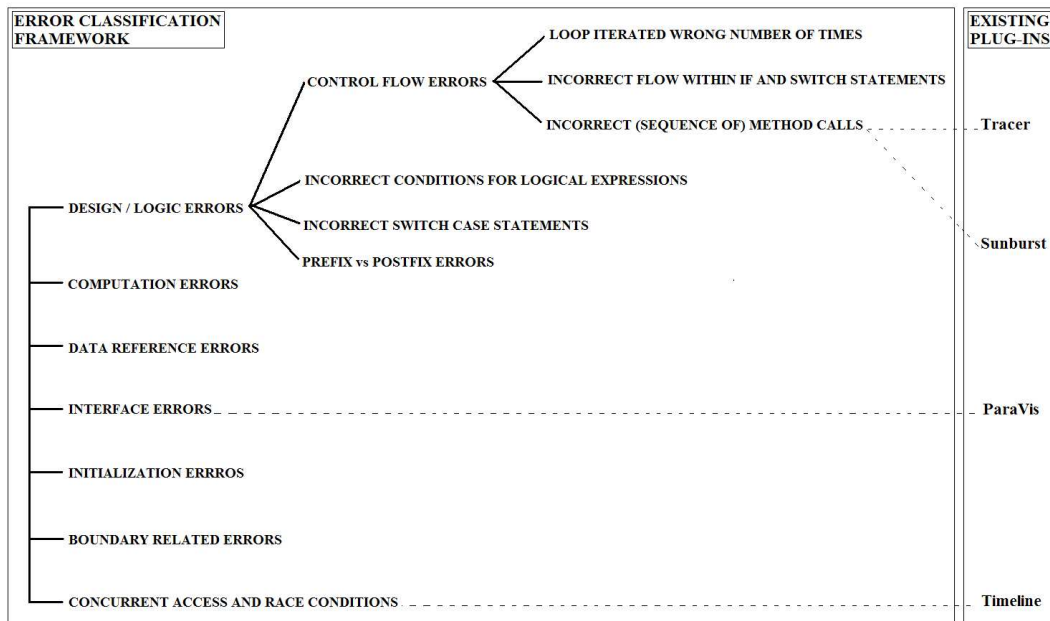 ERROR CLASSIFICATION
FRAMEWORK
EXISTING
PLUG-INS
LOOP ITERATED WRONG NUMBER OF TIMES
CONTROL FLOW ERRORS
INCORRECT FLOW WITHIN IF AND SWITCH STATEMENTS
INCORRECT (SEQUENCE OF) METHOD CALLS
Tracer
INCORRECT CONDITIONS FOR LOGICAL EXPRESSIONS
DESIGN / LOGIC ERRORS
INCORRECT SWITCH CASE STATEMENTS
Sunburst
PREFIX vs POSTFIX ERRORS
COMPUTATION ERRORS
DATA REFERENCE ERRORS
INTERFACE ERRORS
ParaVis
INITIALIZATION ERRROS
BOUNDARY RELATED ERRORS
CONCURRENT ACCESS AND RACE CONDITIONS
Timeline